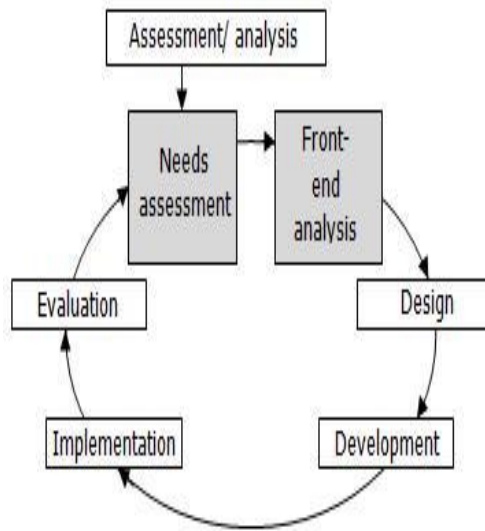 Assessment/ analysis
Needs
assessment
Front-
end
analysis
Evaluation
Design
Implementation
Development